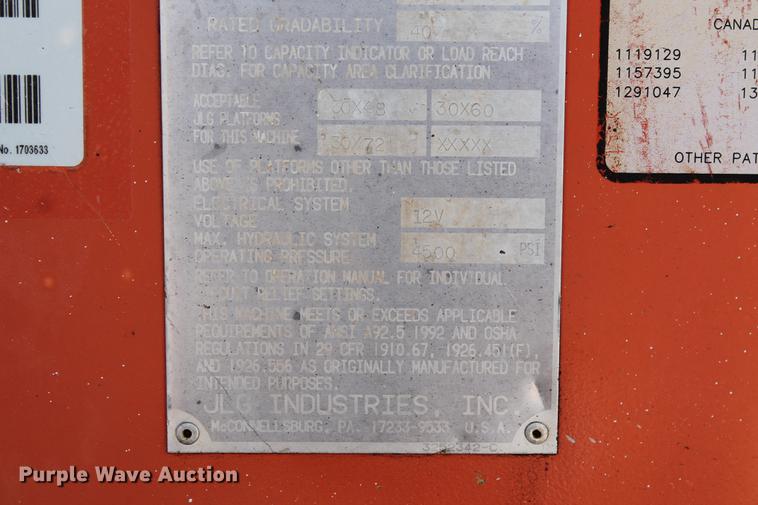 RATED GRADABILITY 40 %
REFER TO CAPACITY INDICATOR OR LOAD REACH
DIAG. FOR CAPACITY AREA CLARIFICATION
ACCEPTABLE
JLG PLATFORMS
FOR THIS MACHINE
30X48 30X60
30X72 XXXXX
USE OF PLATFORMS OTHER THAN THOSE LISTED
ABOVE IS PROHIBITED.
ELECTRICAL SYSTEM
VOLTAGE 12V
MAX. HYDRAULIC SYSTEM
OPERATING PRESSURE 4500 PSI
REFER TO OPERATION MANUAL FOR INDIVIDUAL
CIRCUIT RELIEF SETTINGS.
THIS MACHINE MEETS OR EXCEEDS APPLICABLE
REQUIREMENTS OF ANSI A92.5 1992 AND OSHA
REGULATIONS IN 29 CFR 1910.67, 1926.451(F),
AND 1926.556 AS ORIGINALLY MANUFACTURED FOR
INTENDED PURPOSES.
JLG INDUSTRIES, INC.
McCONNELLSBURG, PA. 17233-9533 U.S.A.
No. 1703633
CANAD
1119129 11
1157395 11
1291047 13
OTHER PAT
Purple Wave Auction